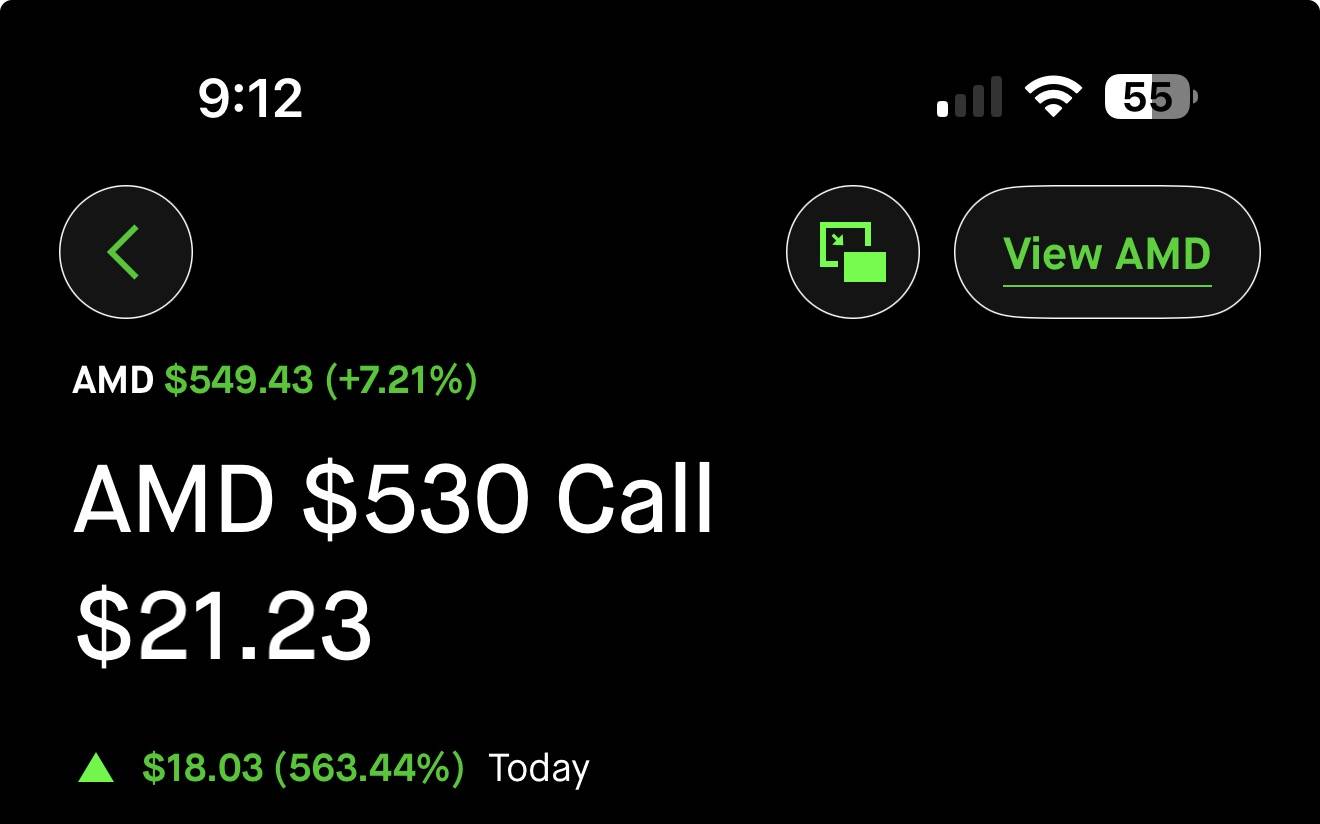 9:12 55
View AMD
AMD $549.43 (+7.21%)
AMD $530 Call
$21.23
$18.03 (563.44%) Today